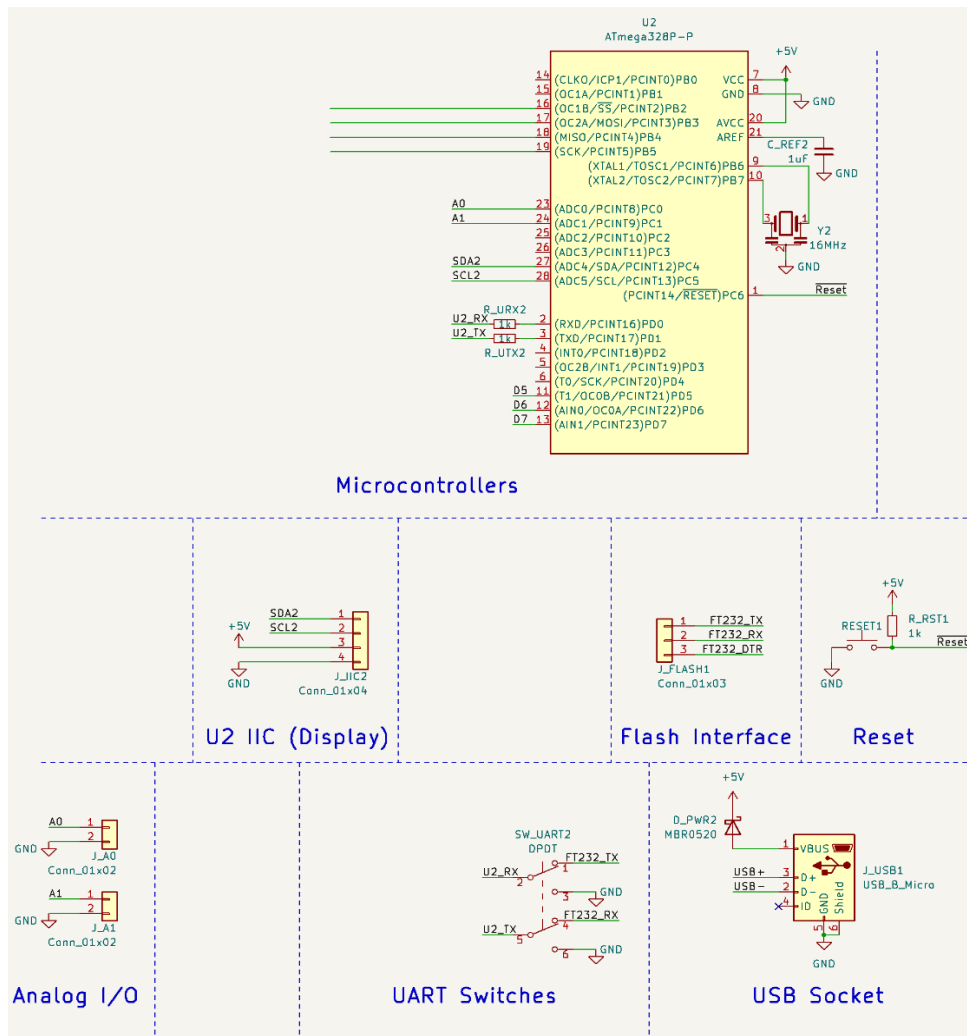 U2
ATmega328P-P
+5V
14 (CLKO/ICP1/PCINT0)PB0 VCC 7
15 (OC1A/PCINT1)PB1 GND 8
GND
16 (OC1B/SS/PCINT2)PB2
17 (OC2A/MOSI/PCINT3)PB3 AVCC 20
18 (MISO/PCINT4)PB4 AREF 21
19 (SCK/PCINT5)PB5
C_REF2
1uF
GND
(XTAL1/TOSC1/PCINT6)PB6 9
(XTAL2/TOSC2/PCINT7)PB7 10
A0 23 (ADC0/PCINT8)PC0
A1 24 (ADC1/PCINT9)PC1
25 (ADC2/PCINT10)PC2
26 (ADC3/PCINT11)PC3
SDA2 27 (ADC4/SDA/PCINT12)PC4
SCL2 28 (ADC5/SCL/PCINT13)PC5
3 1
2
Y2
16MHz
GND
(PCINT14/RESET)PC6 1 Reset
R_URX2
U2_RX 1k 2 (RXD/PCINT16)PD0
U2_TX 1k 3 (TXD/PCINT17)PD1
R_UTX2
4 (INT0/PCINT18)PD2
5 (OC2B/INT1/PCINT19)PD3
6 (T0/SCK/PCINT20)PD4
D5 11 (T1/OC0B/PCINT21)PD5
D6 12 (AIN0/OC0A/PCINT22)PD6
D7 13 (AIN1/PCINT23)PD7
Microcontrollers
SDA2 1
SCL2 2
+5V 3
GND 4
J_IIC2
Conn_01x04
U2 IIC (Display)
1 FT232_TX
2 FT232_RX
3 FT232_DTR
J_FLASH1
Conn_01x03
Flash Interface
+5V
RESET1
R_RST1
1k
Reset
GND
Reset
A0 1
GND 2
J_A0
Conn_01x02
A1 1
GND 2
J_A1
Conn_01x02
Analog I/O
SW_UART2
DPDT
FT232_TX
U2_RX 2 1
3 GND
FT232_RX
U2_TX 5 4
6 GND
UART Switches
+5V
D_PWR2
MBR0520
1 VBUS
USB+ 3 D+
USB- 2 D-
4 ID
GND
Shield
5 6
J_USB1
USB_B_Micro
GND
USB Socket